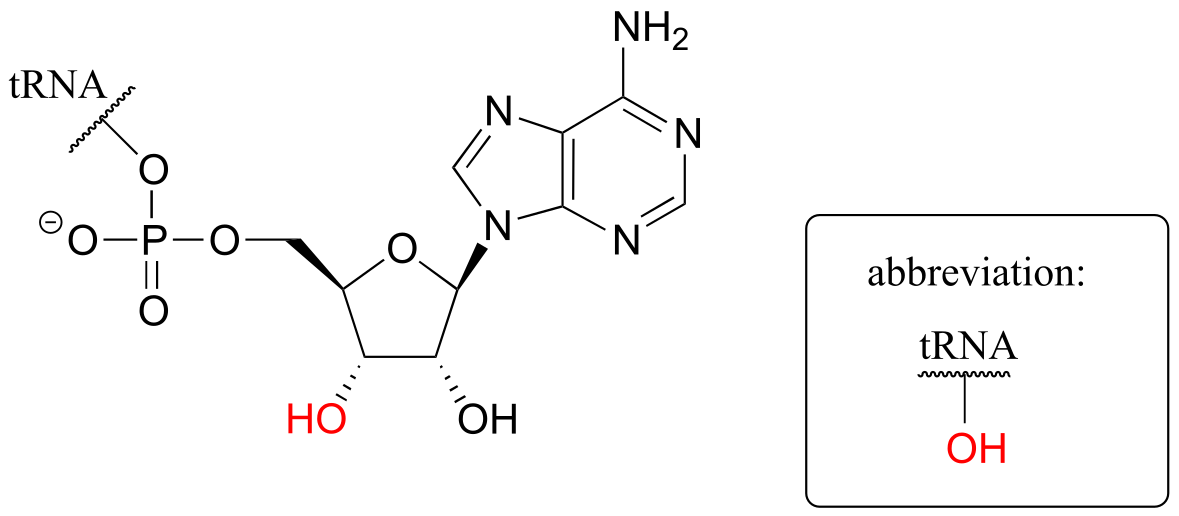 NH2
tRNA
N
N
O
⊖O P O
O
N
N
O
HO OH
abbreviation:
tRNA
OH